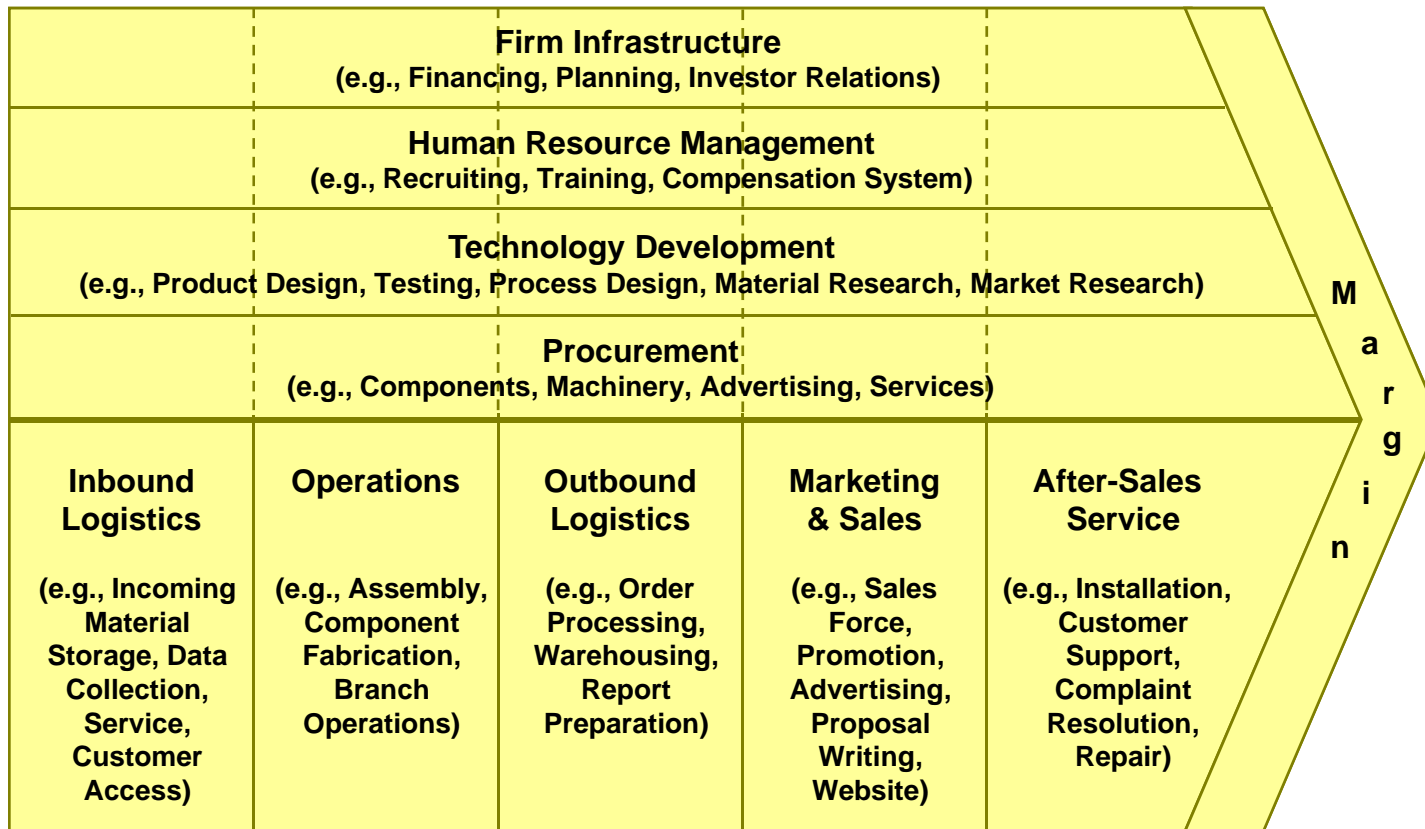 Firm Infrastructure
(e.g., Financing, Planning, Investor Relations)
Human Resource Management
(e.g., Recruiting, Training, Compensation System)
Technology Development
(e.g., Product Design, Testing, Process Design, Material Research, Market Research)
Procurement
(e.g., Components, Machinery, Advertising, Services)
Inbound
Logistics
(e.g., Incoming
Material
Storage, Data
Collection,
Service,
Customer
Access)
Operations
(e.g., Assembly,
Component
Fabrication,
Branch
Operations)
Outbound
Logistics
(e.g., Order
Processing,
Warehousing,
Report
Preparation)
Marketing
& Sales
(e.g., Sales
Force,
Promotion,
Advertising,
Proposal
Writing,
Website)
After-Sales
Service
(e.g., Installation,
Customer
Support,
Complaint
Resolution,
Repair)
Margin